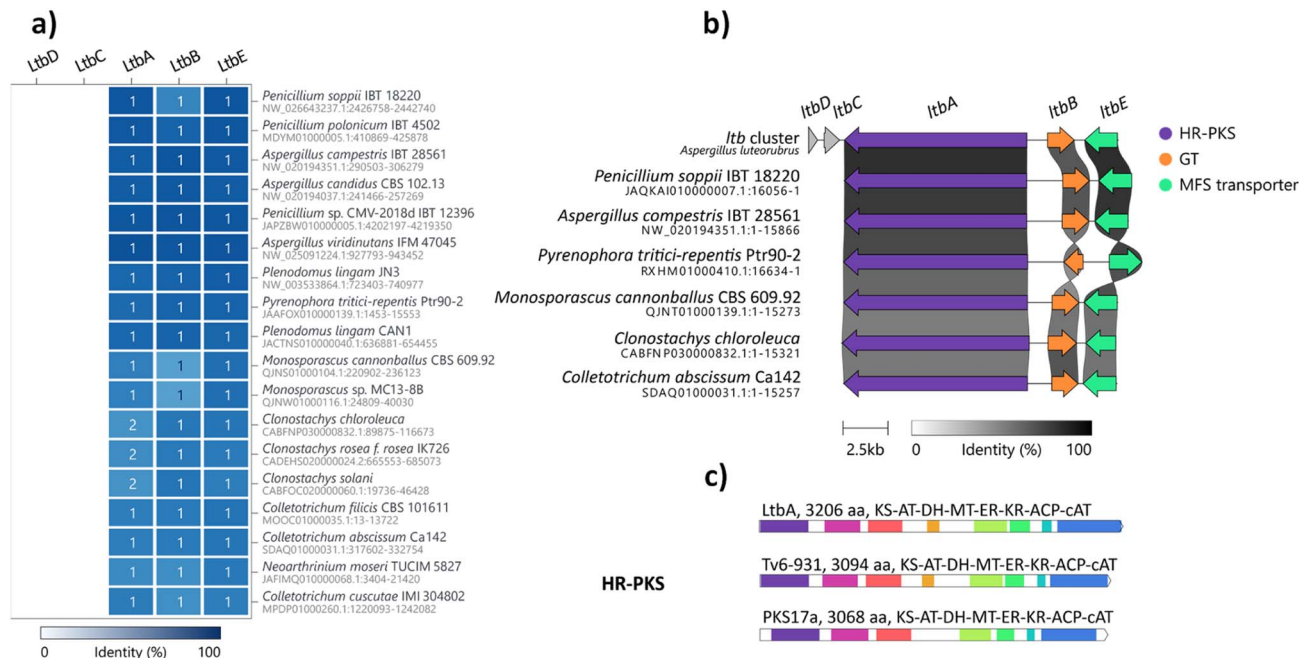 a)
LtbD LtbC LtbA LtbB LtbE
1 1 1 Penicillium soppii IBT 18220
NW_026643237.1:2426758-2442740
1 1 1 Penicillium polonicum IBT 4502
MDYM01000005.1:410869-425878
1 1 1 Aspergillus campestris IBT 28561
NW_020194351.1:290503-306279
1 1 1 Aspergillus candidus CBS 102.13
NW_020194037.1:241466-257269
1 1 1 Penicillium sp. CMV-2018d IBT 12396
JAPZBW010000005.1:4202197-4219350
1 1 1 Aspergillus viridinutans IFM 47045
NW_025091224.1:927793-943452
1 1 1 Plenodomus lingam JN3
NW_003533864.1:723403-740977
1 1 1 Pyrenophora tritici-repentis Ptr90-2
JAAFOX010000139.1:1453-15553
1 1 1 Plenodomus lingam CAN1
JACTNS010000040.1:636881-654455
1 1 1 Monosporascus cannonballus CBS 609.92
QJNS01000104.1:220902-236123
1 1 1 Monosporascus sp. MC13-8B
QJNW01000116.1:24809-40030
2 1 1 Clonostachys chloroleuca
CABFNP030000832.1:89875-116673
2 1 1 Clonostachys rosea f. rosea IK726
CADEHS020000024.2:665553-685073
2 1 1 Clonostachys solani
CABFOC020000060.1:19736-46428
1 1 1 Colletotrichum filicis CBS 101611
MOOC01000035.1:13-13722
1 1 1 Colletotrichum abscissum Ca142
SDAQ01000031.1:317602-332754
1 1 1 Neoarthrinium moseri TUCIM 5827
JAFIMQ010000068.1:3404-21420
1 1 1 Colletotrichum cuscutae IMI 304802
MPDP01000260.1:1220093-1242082
0 Identity (%) 100
b)
ltbD ltbC ltbA ltbB ltbE
ltb cluster
Aspergillus luteorubrus
Penicillium soppii IBT 18220
JAQKAI010000007.1:16056-1
Aspergillus compestris IBT 28561
NW_020194351.1:1-15866
Pyrenophora tritici-repentis Ptr90-2
RXHM01000410.1:16634-1
Monosporascus cannonballus CBS 609.92
QJNT01000139.1:1-15273
Clonostachys chloroleuca
CABFNP030000832.1:1-15321
Colletotrichum abscissum Ca142
SDAQ01000031.1:1-15257
2.5kb
0 Identity (%) 100
HR-PKS
GT
MFS transporter
c)
HR-PKS
LtbA, 3206 aa, KS-AT-DH-MT-ER-KR-ACP-cAT
Tv6-931, 3094 aa, KS-AT-DH-MT-ER-KR-ACP-cAT
PKS17a, 3068 aa, KS-AT-DH-MT-ER-KR-ACP-cAT